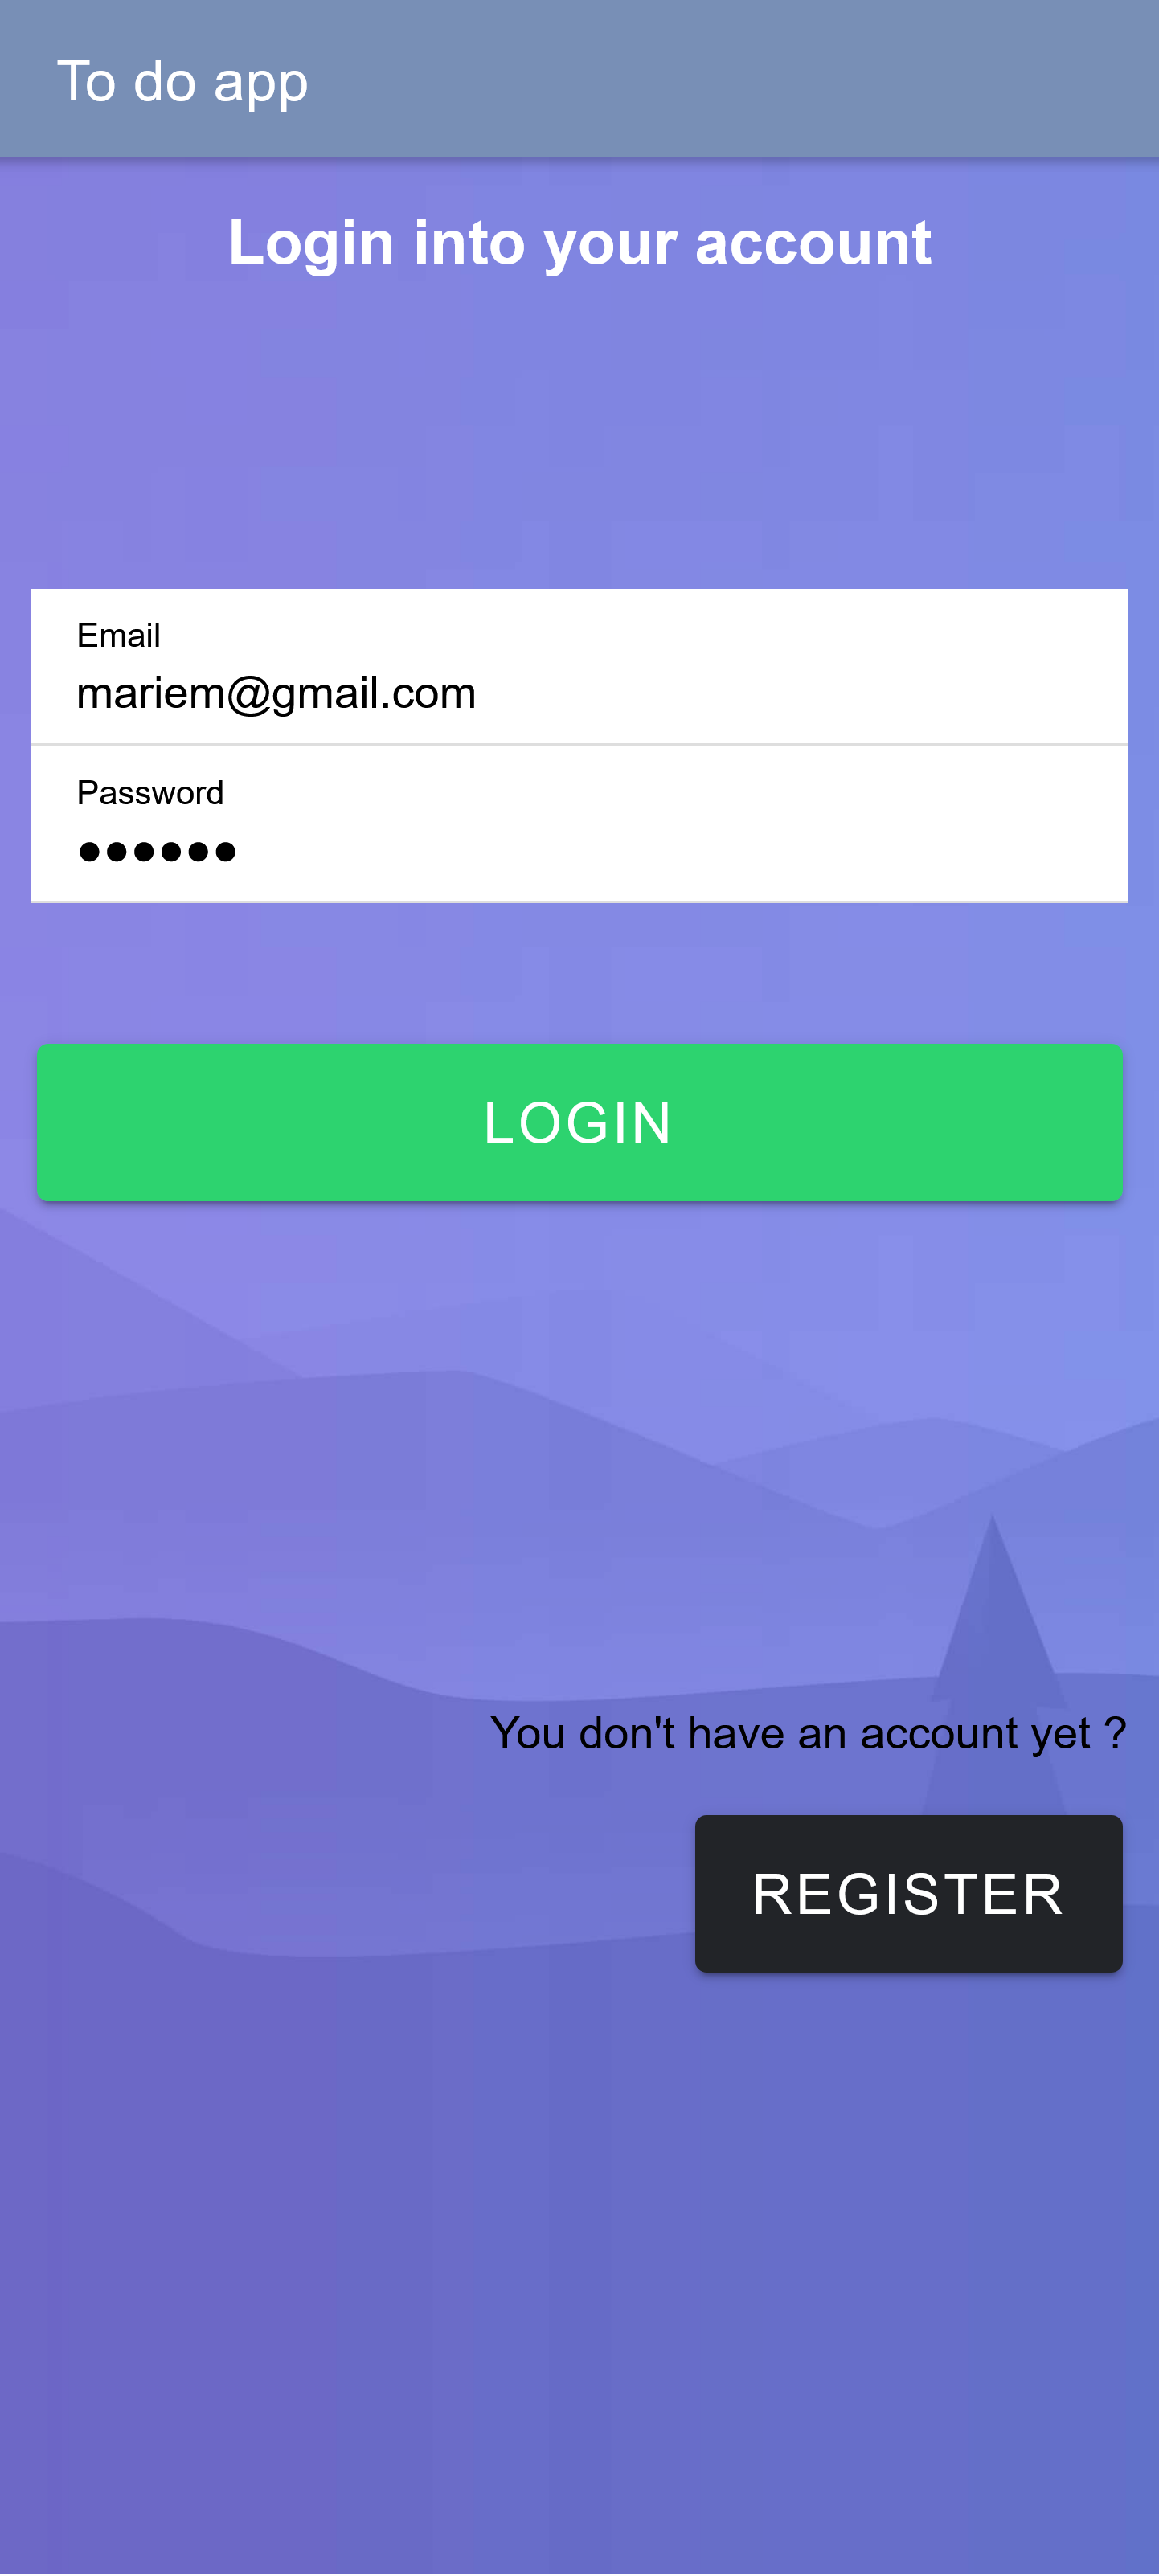 To do app
Login into your account
Email
mariem@gmail.com
Password
●●●●●●
LOGIN
You don't have an account yet ?
REGISTER